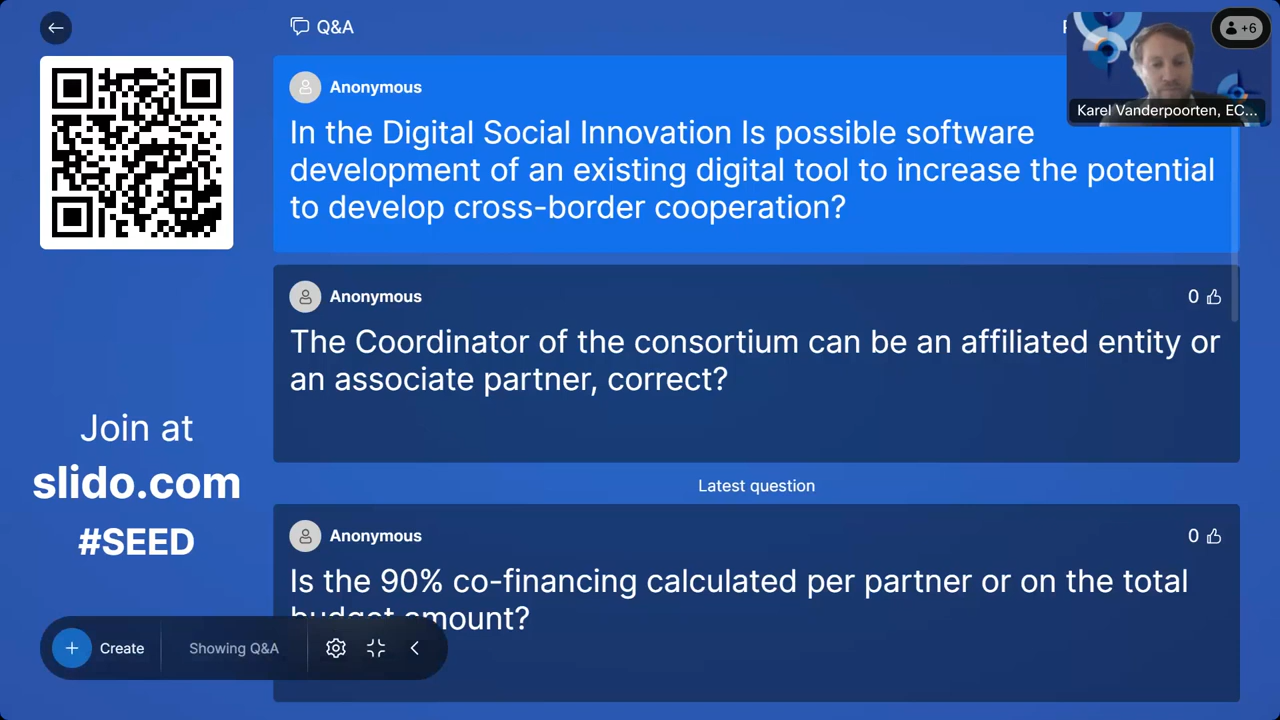 Q&A
Karel Vanderpoorten, EC...
+6
Anonymous
In the Digital Social Innovation Is possible software
development of an existing digital tool to increase the potential
to develop cross-border cooperation?
Anonymous
0
The Coordinator of the consortium can be an affiliated entity or
an associate partner, correct?
Latest question
Anonymous
0
Is the 90% co-financing calculated per partner or on the total
budget amount?
Join at
slido.com
#SEED
Create
Showing Q&A